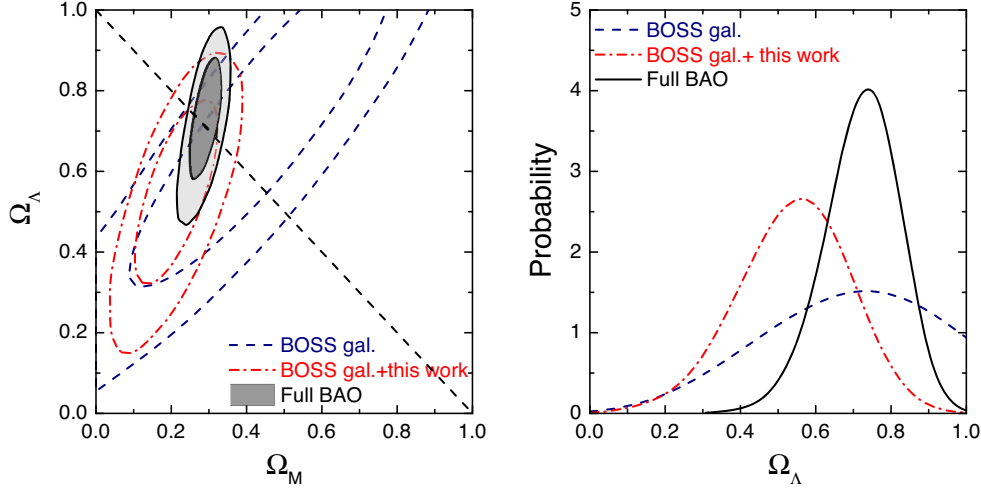 1.0
0.8
0.6
0.4
0.2
0.0
Ω_Λ
BOSS gal.
BOSS gal.+this work
Full BAO
0.0 0.2 0.4 0.6 0.8 1.0
Ω_M
5
4
3
2
1
0
Probability
BOSS gal.
BOSS gal.+ this work
Full BAO
0.0 0.2 0.4 0.6 0.8 1.0
Ω_Λ